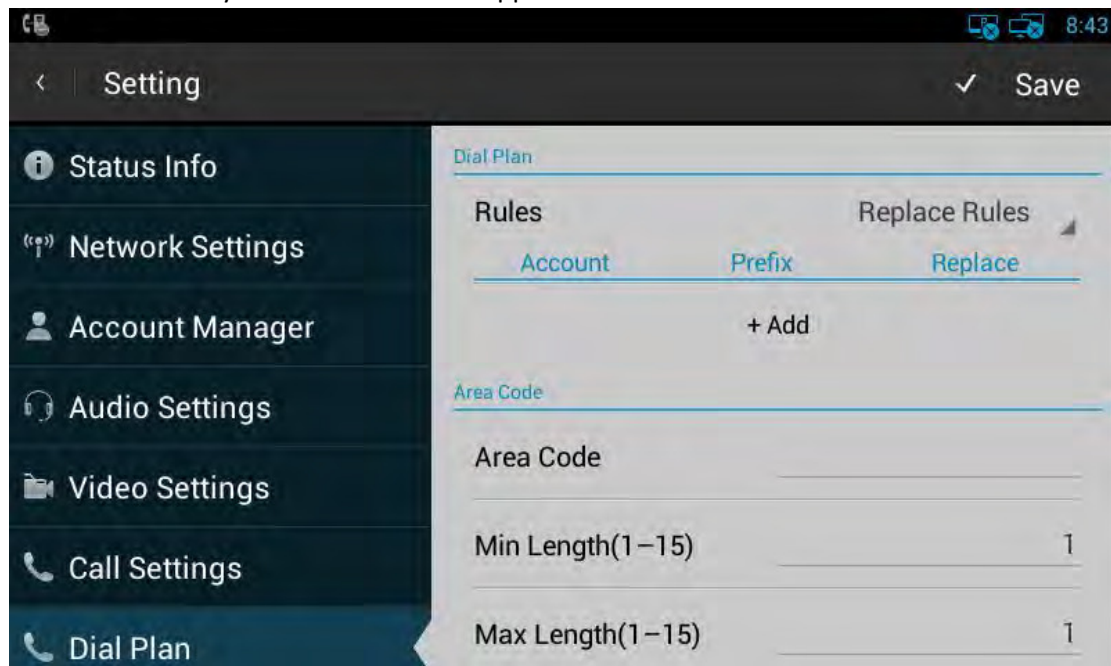 8:43
Setting
Save
Status Info
Network Settings
Account Manager
Audio Settings
Video Settings
Call Settings
Dial Plan
Dial Plan
Rules Replace Rules
Account Prefix Replace
+ Add
Area Code
Area Code
Min Length(1-15) 1
Max Length(1-15) 1